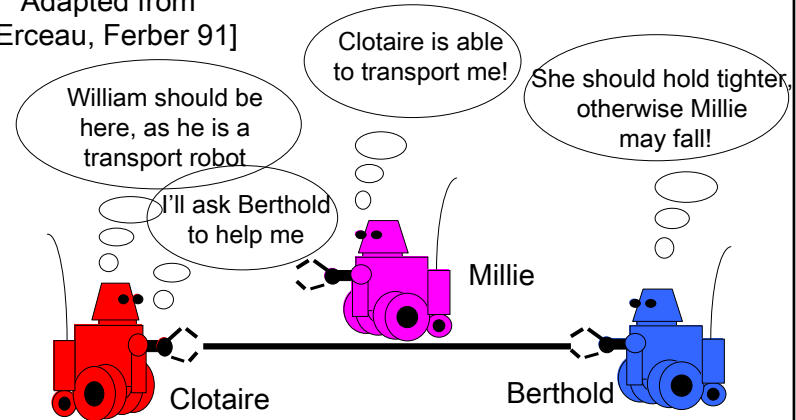 Adapted from
Erceau, Ferber 91]
William should be
here, as he is a
transport robot
I'll ask Berthold
to help me
Clotaire is able
to transport me!
She should hold tighter,
otherwise Millie
may fall!
Millie
Clotaire
Berthold